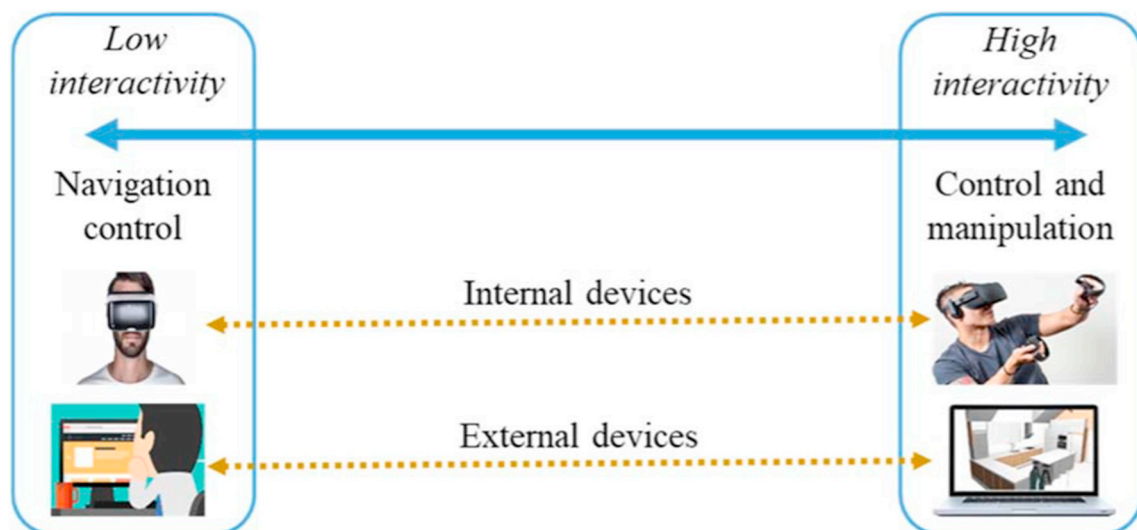 Low
interactivity
High
interactivity
Navigation
control
Control and
manipulation
Internal devices
External devices